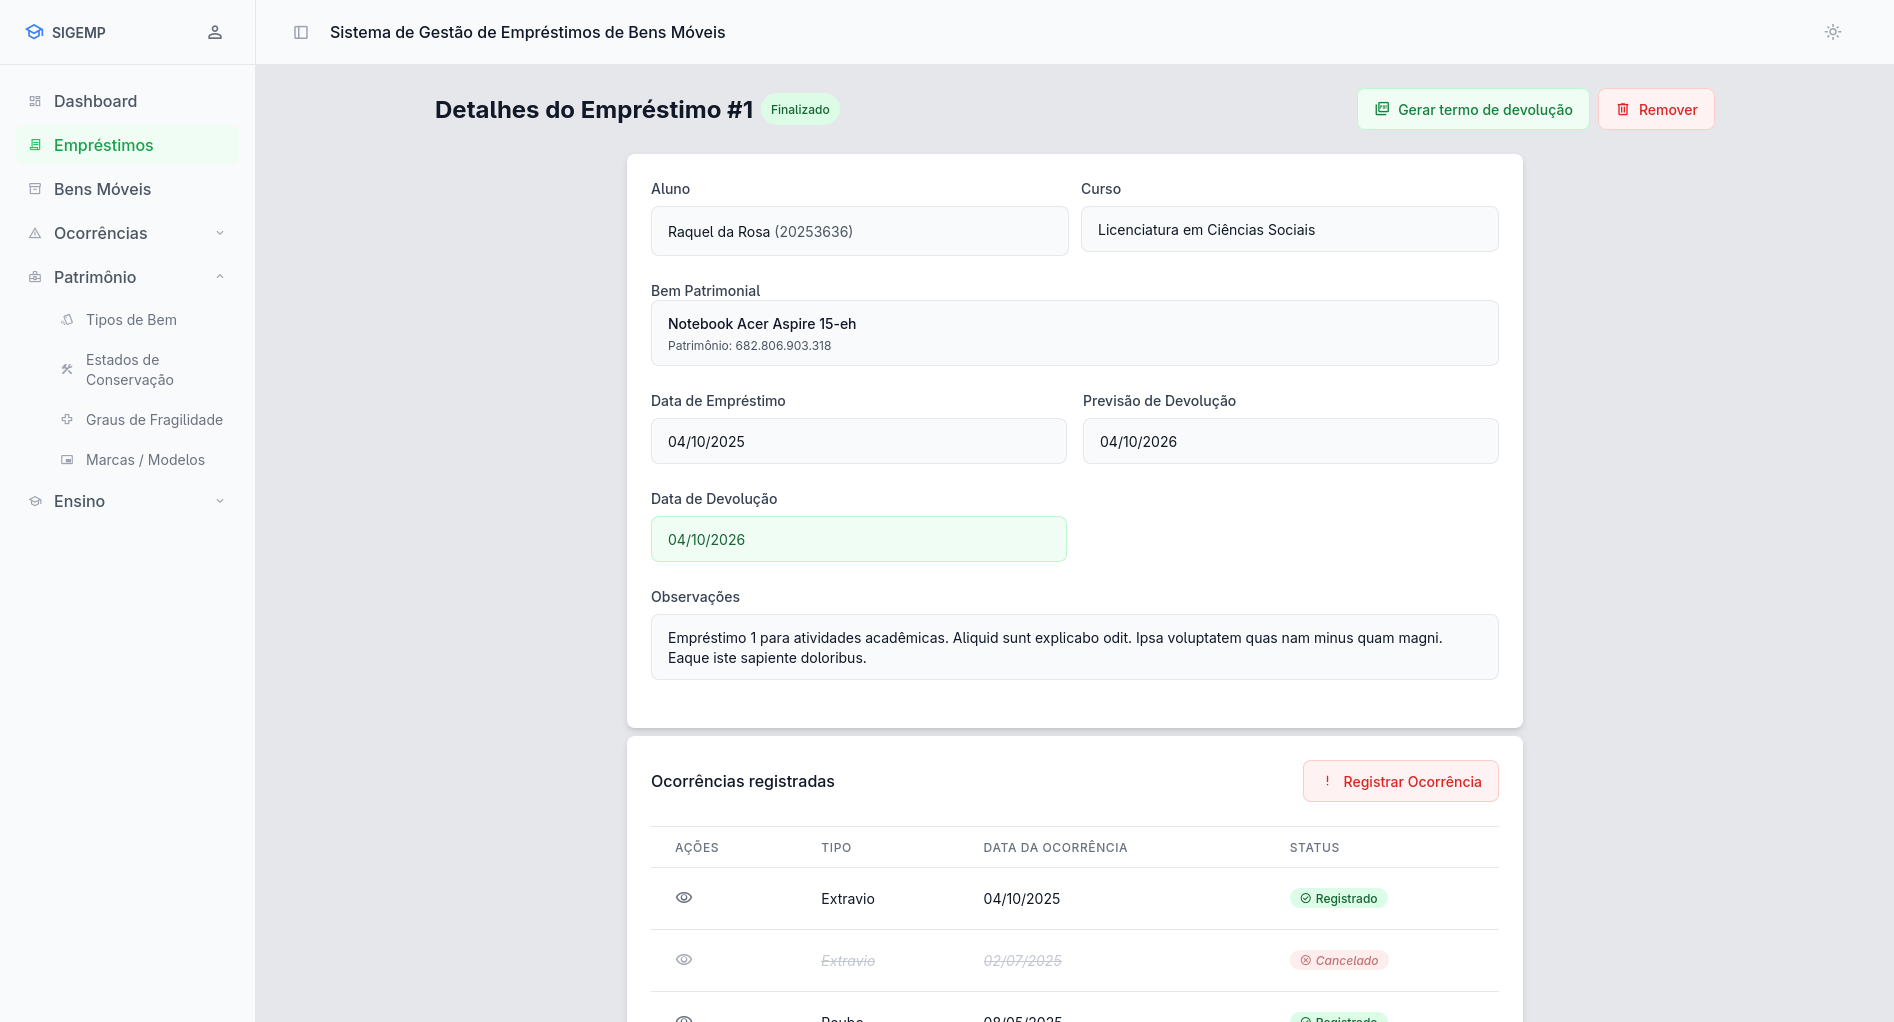 SIGEMP
Sistema de Gestão de Empréstimos de Bens Móveis
Dashboard
Empréstimos
Bens Móveis
Ocorrências
Patrimônio
Tipos de Bem
Estados de
Conservação
Graus de Fragilidade
Marcas / Modelos
Ensino
Detalhes do Empréstimo #1
Finalizado
Gerar termo de devolução
Remover
Aluno
Curso
Raquel da Rosa (20253636)
Licenciatura em Ciências Sociais
Bem Patrimonial
Notebook Acer Aspire 15-eh
Patrimônio: 682.806.903.318
Data de Empréstimo
Previsão de Devolução
04/10/2025
04/10/2026
Data de Devolução
04/10/2026
Observações
Empréstimo 1 para atividades acadêmicas. Aliquid sunt explicabo odit. Ipsa voluptatem quas nam minus quam magni.
Eaque iste sapiente doloribus.
Ocorrências registradas
Registrar Ocorrência
AÇÕES TIPO DATA DA OCORRÊNCIA STATUS
Extravio 04/10/2025 Registrado
Extravio 02/07/2025 Cancelado
Roubo 08/05/2025 Registrado